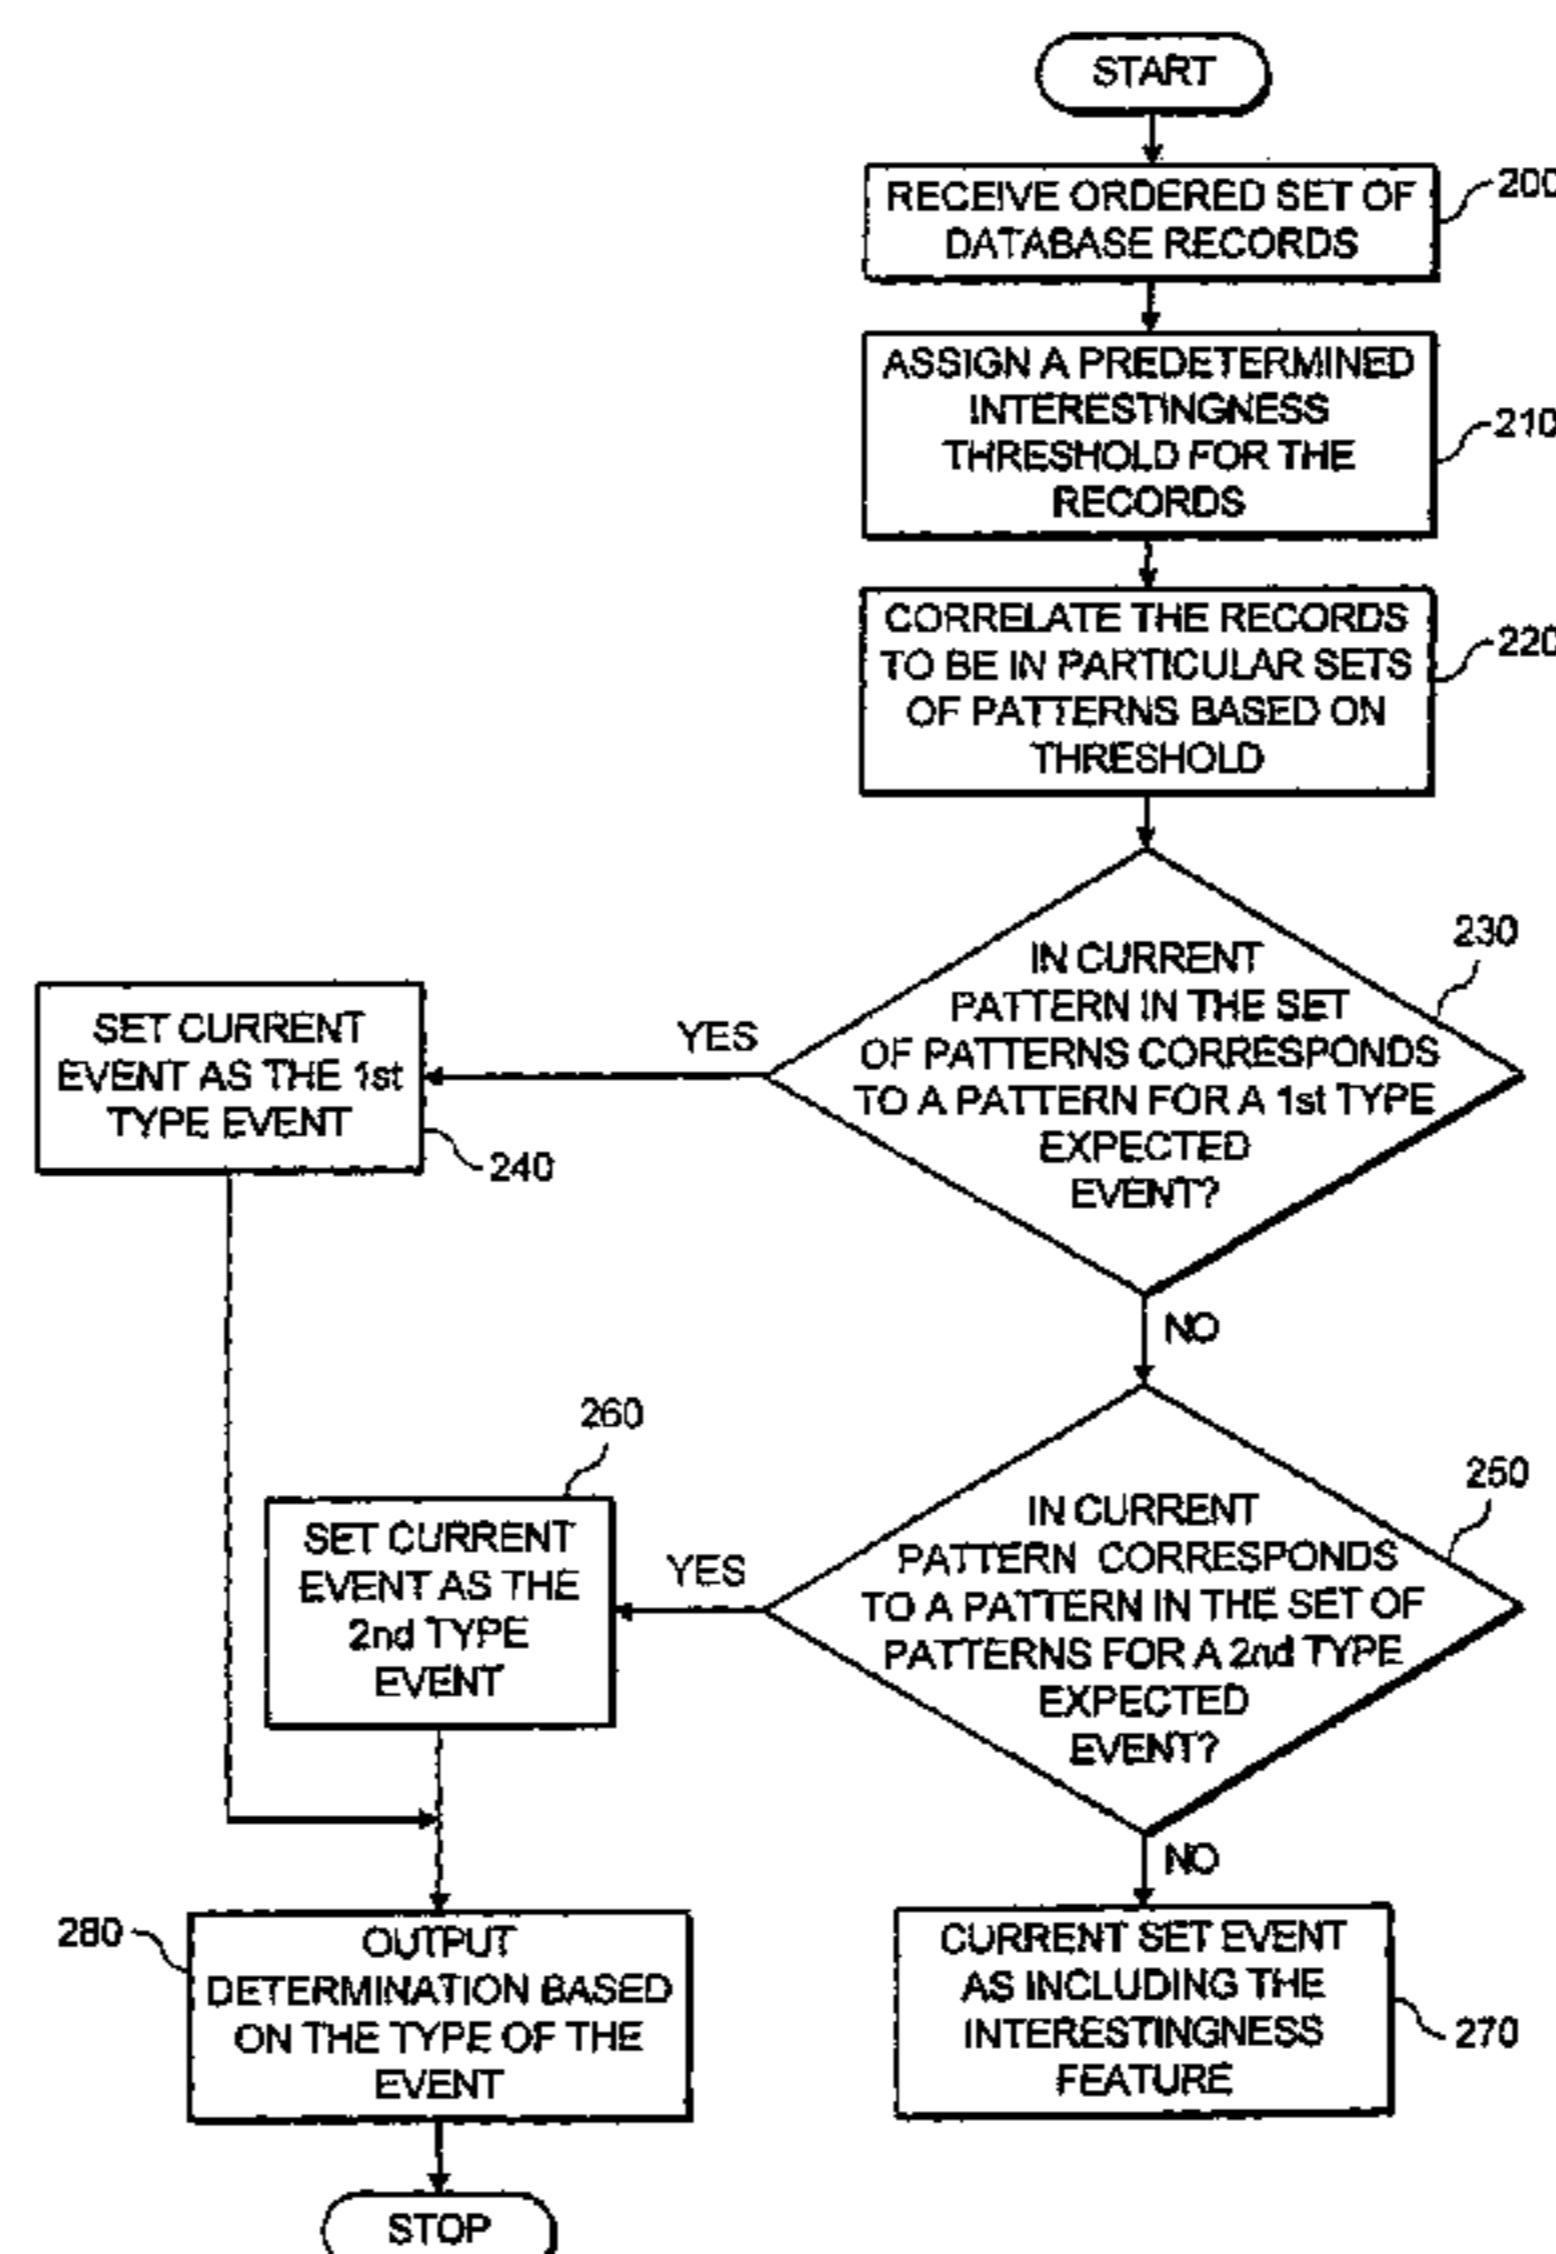 START
RECEIVE ORDERED SET OF
DATABASE RECORDS
200
ASSIGN A PREDETERMINED
INTERESTINGNESS
THRESHOLD FOR THE
RECORDS
210
CORRELATE THE RECORDS
TO BE IN PARTICULAR SETS
OF PATTERNS BASED ON
THRESHOLD
220
IN CURRENT
PATTERN IN THE SET
OF PATTERNS CORRESPONDS
TO A PATTERN FOR A 1st TYPE
EXPECTED
EVENT?
230
YES
SET CURRENT
EVENT AS THE 1st
TYPE EVENT
240
NO
IN CURRENT
PATTERN CORRESPONDS
TO A PATTERN IN THE SET OF
PATTERNS FOR A 2nd TYPE
EXPECTED
EVENT?
250
YES
260
SET CURRENT
EVENT AS THE
2nd TYPE
EVENT
NO
CURRENT SET EVENT
AS INCLUDING THE
INTERESTINGNESS
FEATURE
270
280
OUTPUT
DETERMINATION BASED
ON THE TYPE OF THE
EVENT
STOP